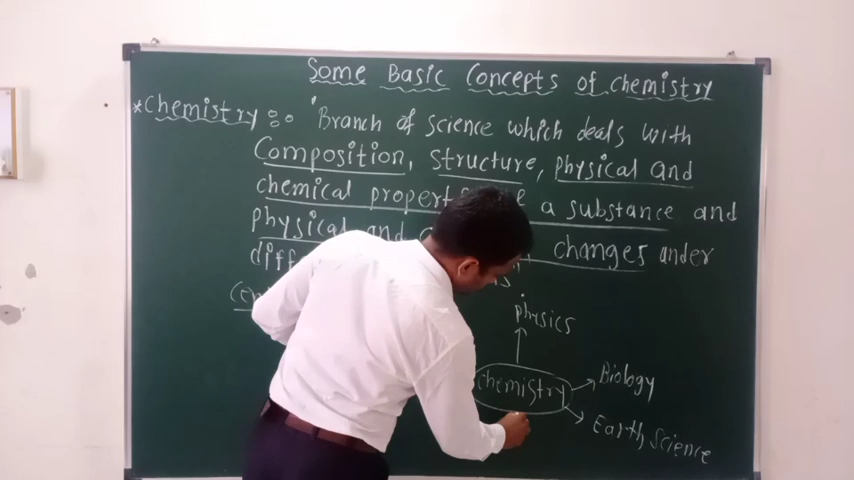 Some Basic Concepts of chemistry
*Chemistry :: Branch of science which deals with
Composition, structure, physical and
chemical a substance and
physical and changes under
physics
chemistry
Biology
Earth Science